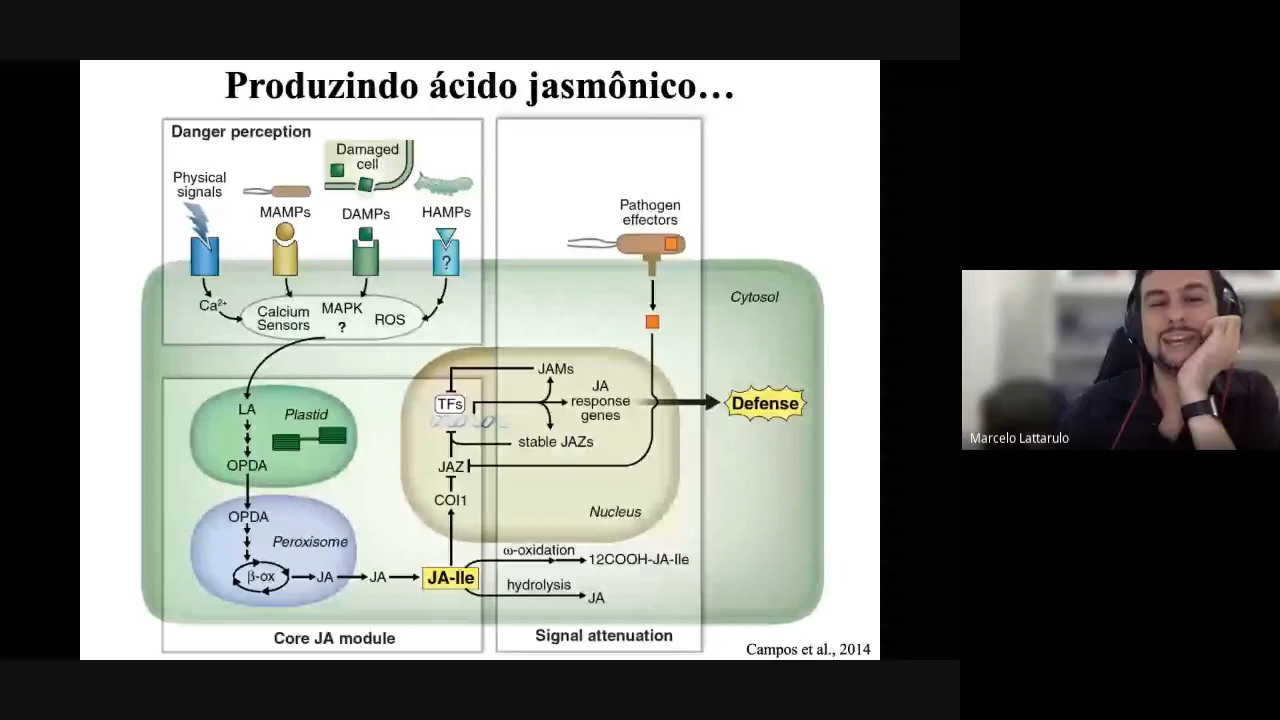 Produzindo ácido jasmônico…
Danger perception
Physical
signals
MAMPs
Damaged
cell
DAMPs
HAMPs
?
Ca²⁺
Calcium
Sensors
MAPK
?
ROS
Pathogen
effectors
Cytosol
LA
Plastid
OPDA
OPDA
Peroxisome
β-ox
JA
JA
JA-Ile
JAMs
TFs
JA
response
genes
stable JAZs
JAZ
COI1
Nucleus
Defense
ω-oxidation
12COOH-JA-Ile
hydrolysis
JA
Core JA module
Signal attenuation
Campos et al., 2014
Marcelo Lattarulo